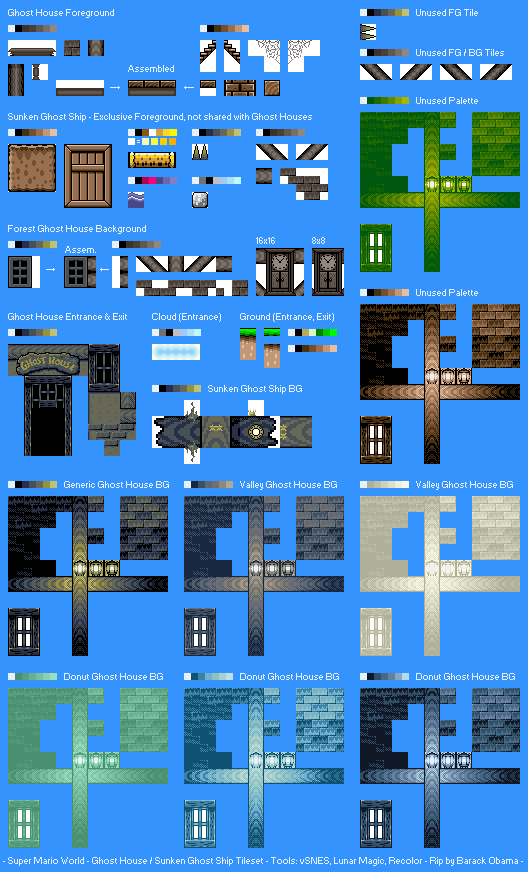 Ghost House Foreground
Unused FG Tile
Unused FG / BG Tiles
Assembled
Unused Palette
Sunken Ghost Ship - Exclusive Foreground, not shared with Ghost Houses
Forest Ghost House Background
Assem.
16x16
8x8
Unused Palette
Ghost House Entrance & Exit
Cloud (Entrance)
Ground (Entrance, Exit)
GHOST HOUSE
Sunken Ghost Ship BG
Generic Ghost House BG
Valley Ghost House BG
Valley Ghost House BG
Donut Ghost House BG
Donut Ghost House BG
Donut Ghost House BG
- Super Mario World - Ghost House / Sunken Ghost Ship Tileset - Tools: vSNES, Lunar Magic, Recolor - Rip by Barack Obama -